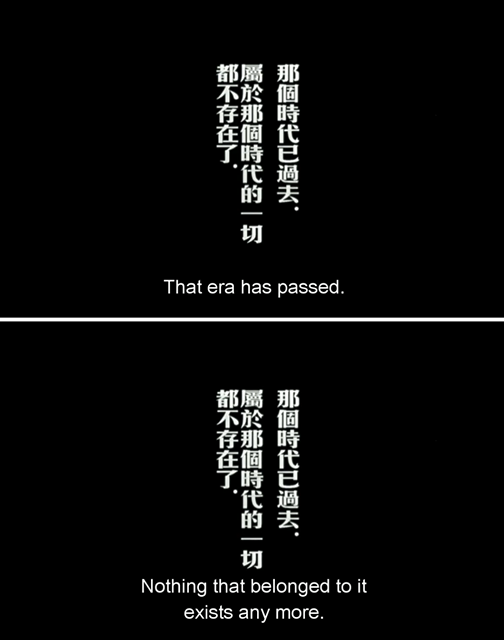 那個時代已過去.
屬於那個時代的一切
都不存在了.
That era has passed.
那個時代已過去.
屬於那個時代的一切
都不存在了.
Nothing that belonged to it
exists any more.